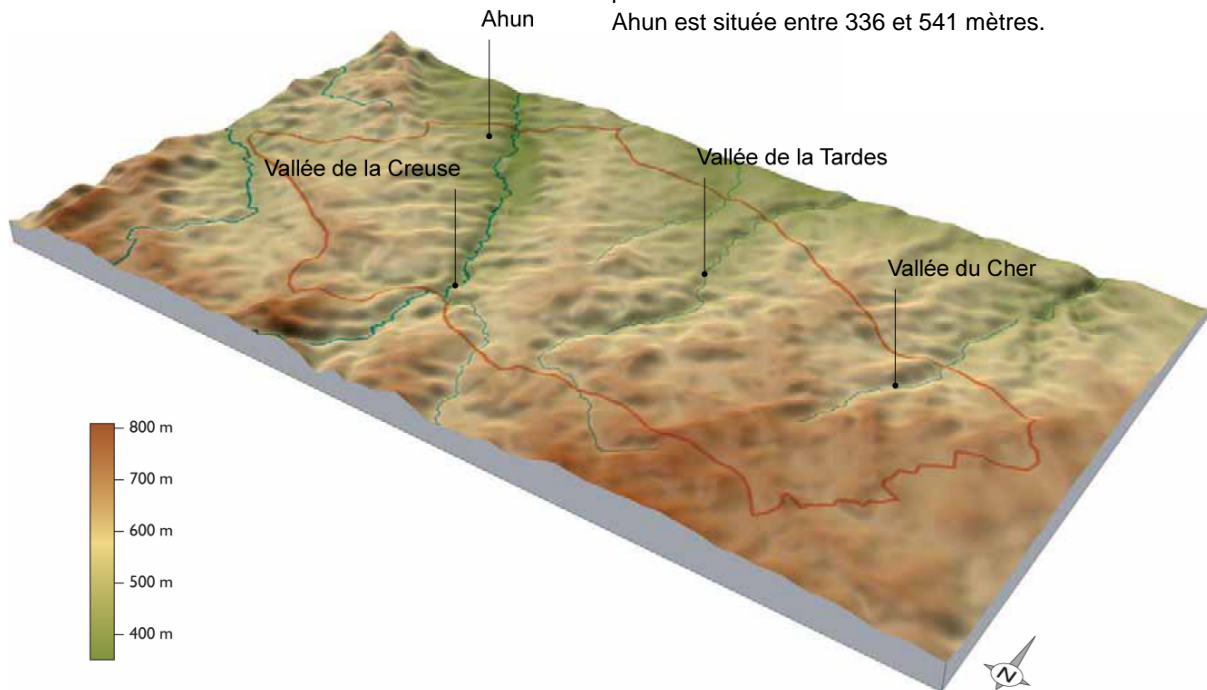 Ahun
Ahun est située entre 336 et 541 mètres.
Vallée de la Creuse
Vallée de la Tardes
Vallée du Cher
800 m
700 m
600 m
500 m
400 m
N